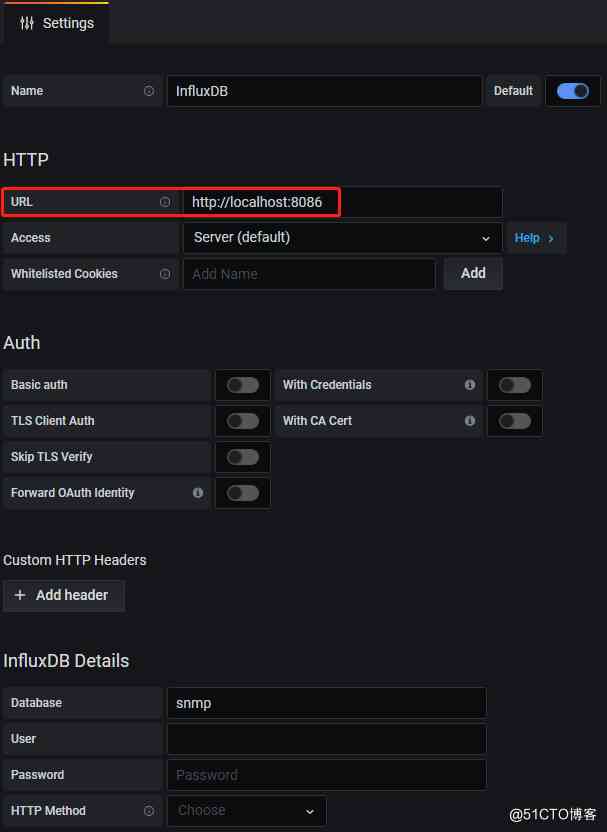 Settings
Name InfluxDB Default
HTTP
URL http://localhost:8086
Access Server (default) Help >
Whitelisted Cookies Add Name Add
Auth
Basic auth With Credentials
TLS Client Auth With CA Cert
Skip TLS Verify
Forward OAuth Identity
Custom HTTP Headers
+ Add header
InfluxDB Details
Database snmp
User
Password Password
HTTP Method Choose
@51CTO博客